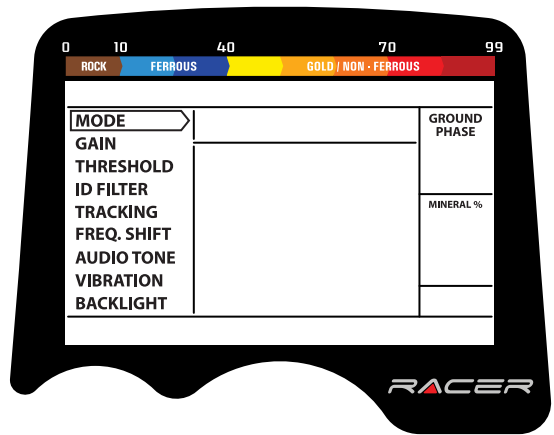 0 10 40 70 99
ROCK FERROUS GOLD / NON - FERROUS
MODE
GAIN
THRESHOLD
ID FILTER
TRACKING
FREQ. SHIFT
AUDIO TONE
VIBRATION
BACKLIGHT
GROUND
PHASE
MINERAL %
RACER